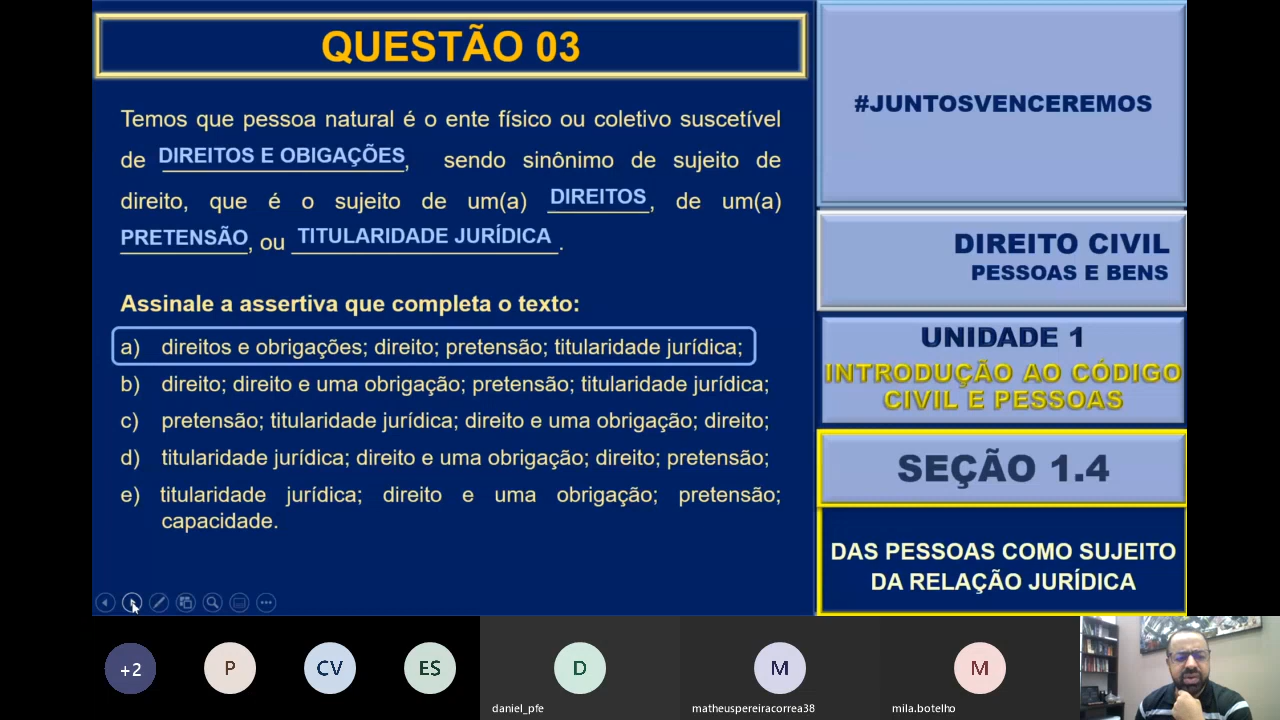 QUESTÃO 03
Temos que pessoa natural é o ente físico ou coletivo suscetível
de DIREITOS E OBIGAÇÕES, sendo sinônimo de sujeito de
direito, que é o sujeito de um(a) DIREITOS, de um(a)
PRETENSÃO, ou TITULARIDADE JURÍDICA.
Assinale a assertiva que completa o texto:
a) direitos e obrigações; direito; pretensão; titularidade jurídica;
b) direito; direito e uma obrigação; pretensão; titularidade jurídica;
c) pretensão; titularidade jurídica; direito e uma obrigação; direito;
d) titularidade jurídica; direito e uma obrigação; direito; pretensão;
e) titularidade jurídica; direito e uma obrigação; pretensão;
capacidade.
#JUNTOSVENCEREMOS
DIREITO CIVIL
PESSOAS E BENS
UNIDADE 1
INTRODUÇÃO AO CÓDIGO
CIVIL E PESSOAS
SEÇÃO 1.4
DAS PESSOAS COMO SUJEITO
DA RELAÇÃO JURÍDICA
+2
P
CV
ES
D
M
M
daniel_pfe
matheuspereiracorrea38
mila.botelho